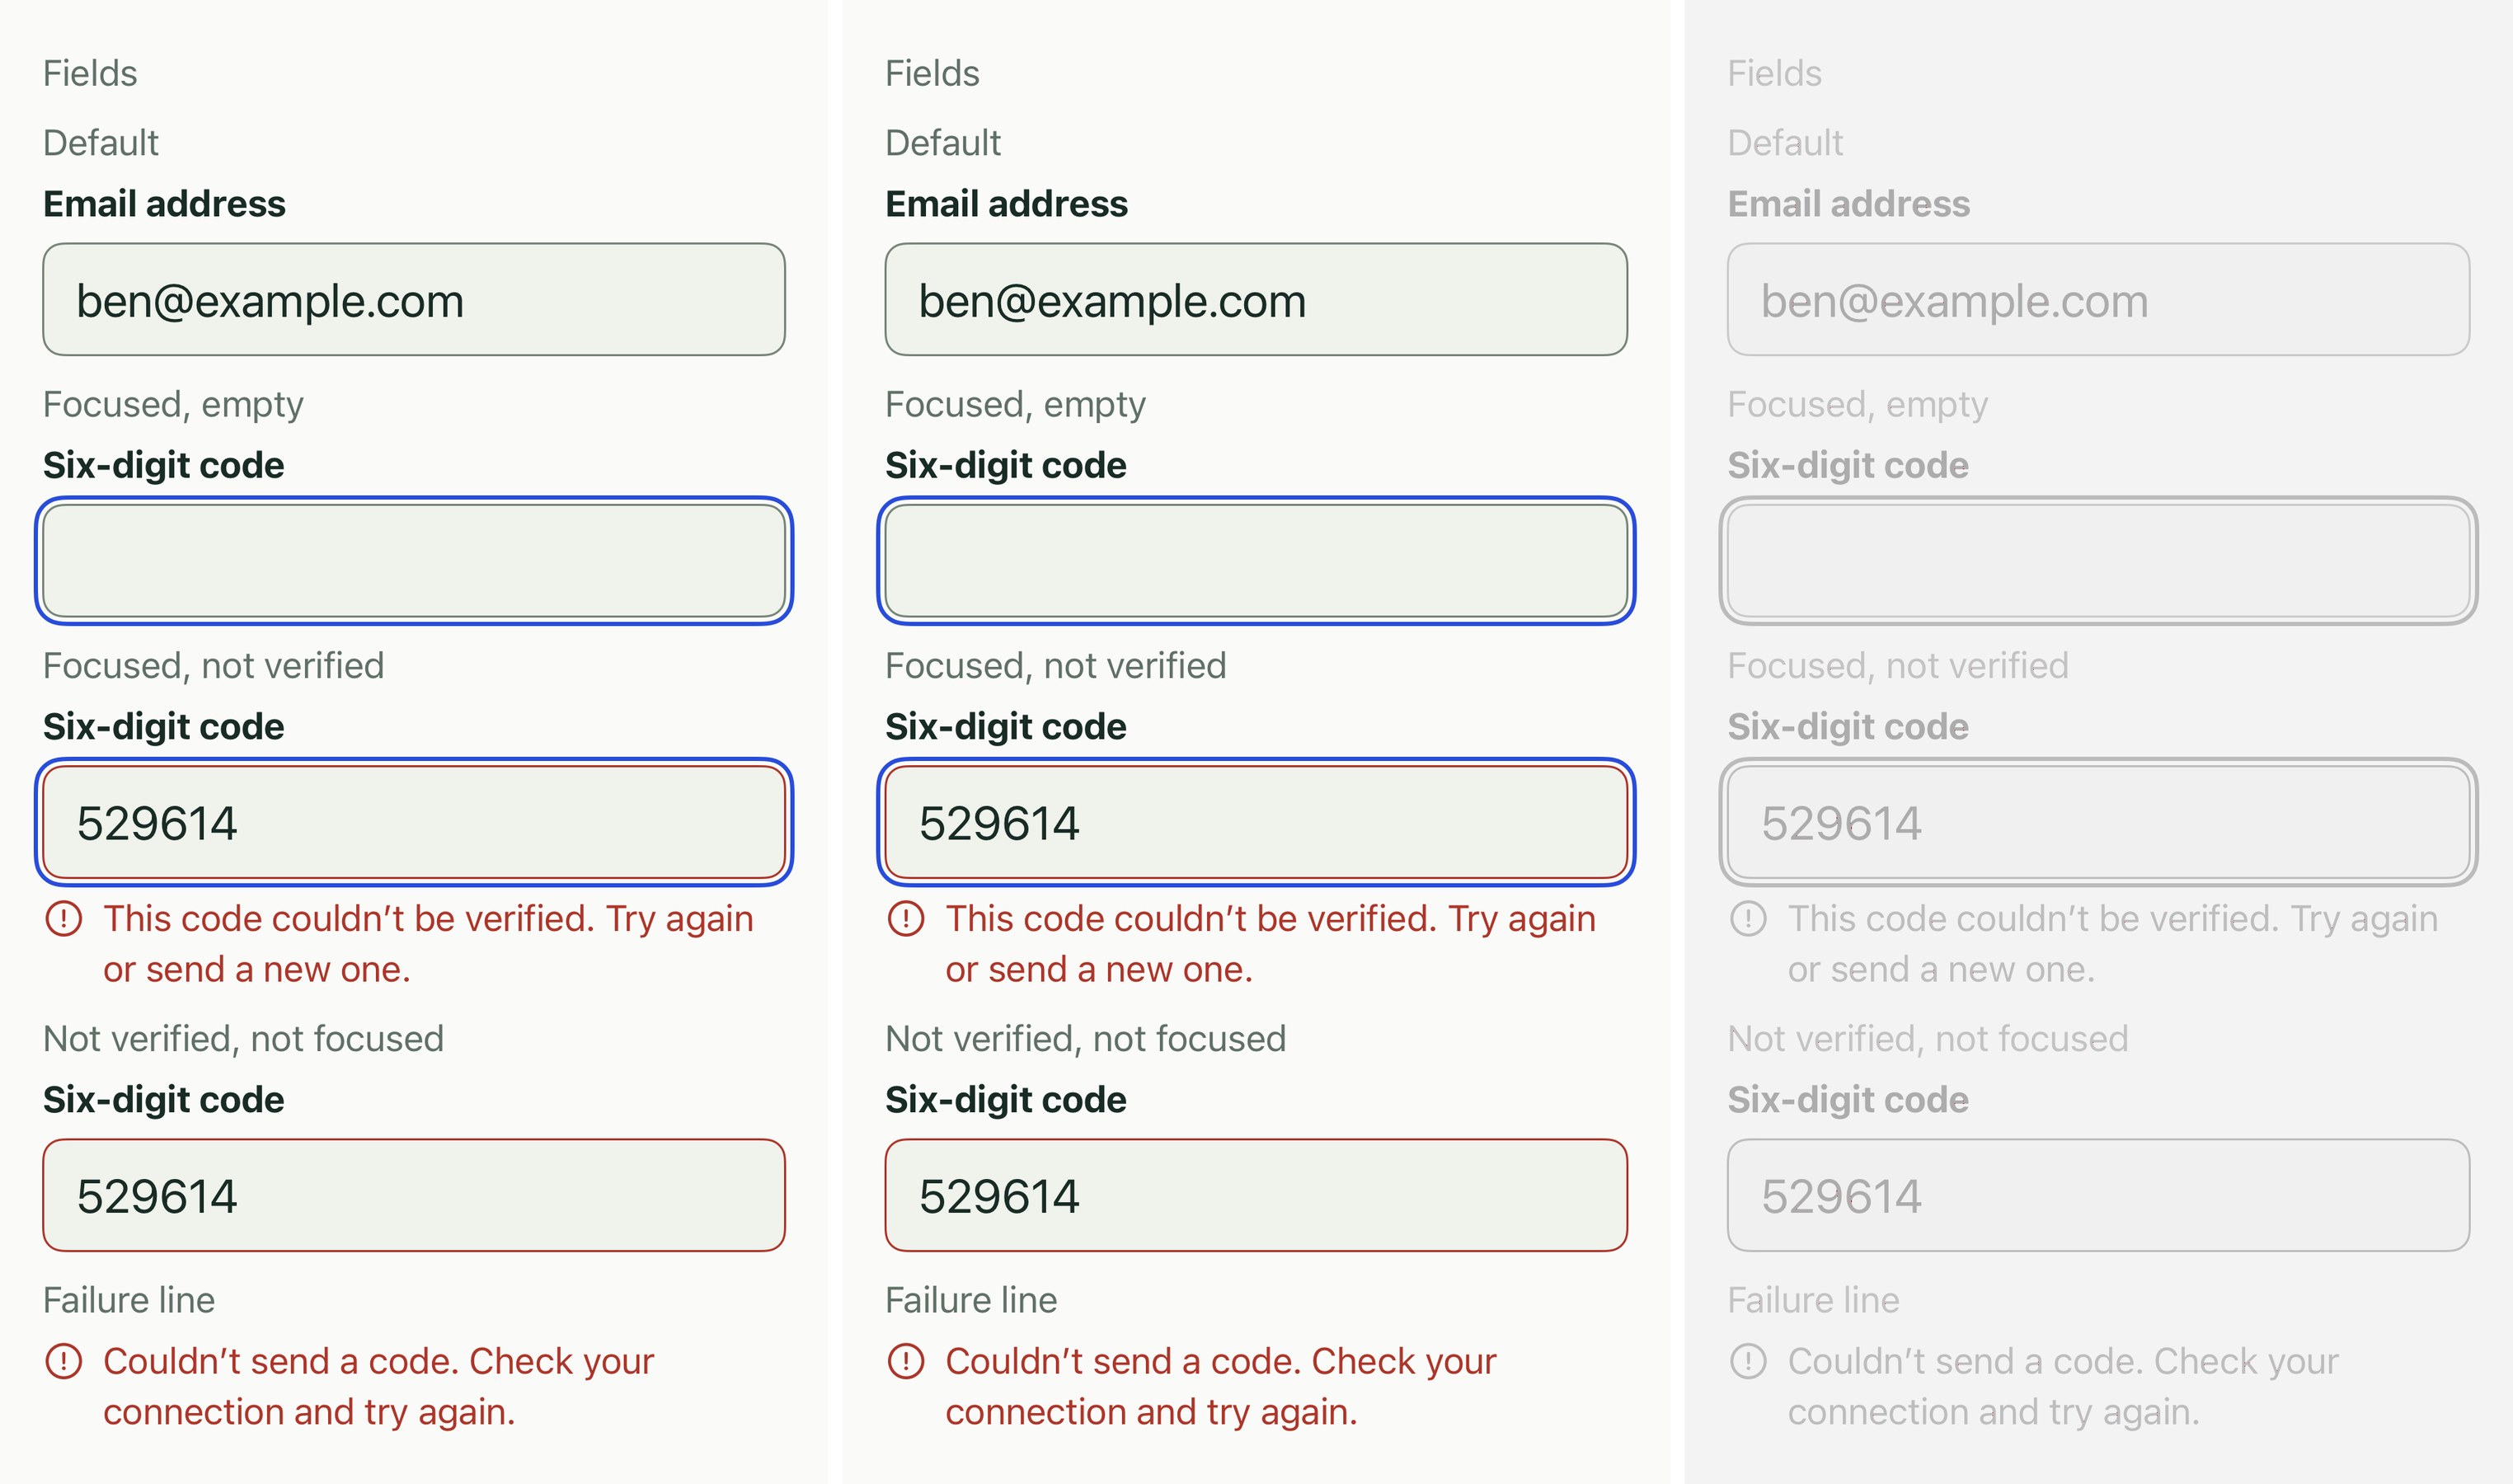 Fields
Default
Email address
ben@example.com
Focused, empty
Six-digit code
Focused, not verified
Six-digit code
529614
This code couldn’t be verified. Try again
or send a new one.
Not verified, not focused
Six-digit code
529614
Failure line
Couldn’t send a code. Check your
connection and try again.
Fields
Default
Email address
ben@example.com
Focused, empty
Six-digit code
Focused, not verified
Six-digit code
529614
This code couldn’t be verified. Try again
or send a new one.
Not verified, not focused
Six-digit code
529614
Failure line
Couldn’t send a code. Check your
connection and try again.
Fields
Default
Email address
ben@example.com
Focused, empty
Six-digit code
Focused, not verified
Six-digit code
529614
This code couldn’t be verified. Try again
or send a new one.
Not verified, not focused
Six-digit code
529614
Failure line
Couldn’t send a code. Check your
connection and try again.